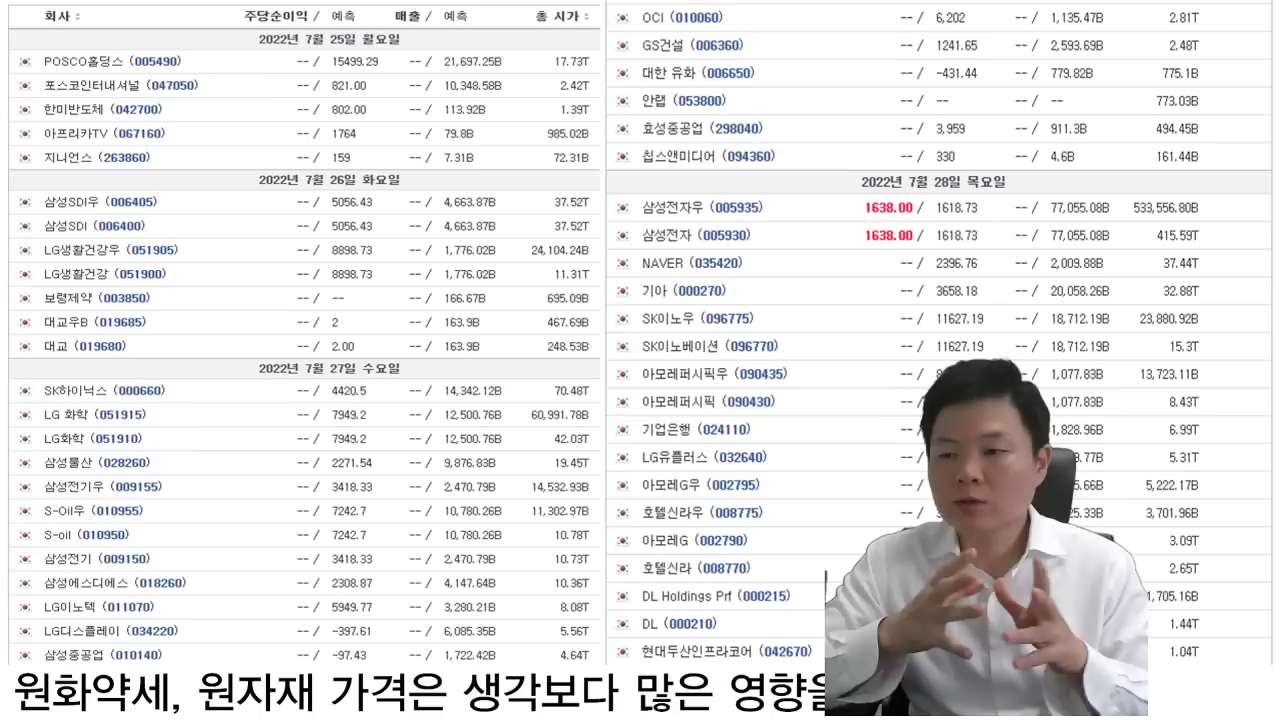 회사 주당순이익 / 예측 매출 / 예측 총 시가
2022년 7월 25일 월요일
POSCO홀딩스 (005490) -- / 15499.29 -- / 21,697.25B 17.73T
포스코인터내셔널 (047050) -- / 821.00 -- / 10,348.58B 2.42T
한미반도체 (042700) -- / 802.00 -- / 113.92B 1.39T
아프리카TV (067160) -- / 1764 -- / 79.8B 985.02B
지니언스 (263860) -- / 159 -- / 7.31B 72.31B
2022년 7월 26일 화요일
삼성SDI우 (006405) -- / 5056.43 -- / 4,663.87B 37.52T
삼성SDI (006400) -- / 5056.43 -- / 4,663.87B 37.52T
LG생활건강우 (051905) -- / 8898.73 -- / 1,776.02B 24,104.24B
LG생활건강 (051900) -- / 8898.73 -- / 1,776.02B 11.31T
보령제약 (003850) -- / -- -- / 166.67B 695.09B
대교우B (019685) -- / 2 -- / 163.9B 467.69B
대교 (019680) -- / 2.00 -- / 163.9B 248.53B
2022년 7월 27일 수요일
SK하이닉스 (000660) -- / 4420.5 -- / 14,342.12B 70.48T
LG 화학 (051915) -- / 7949.2 -- / 12,500.76B 60,991.78B
LG화학 (051910) -- / 7949.2 -- / 12,500.76B 42.03T
삼성물산 (028260) -- / 2271.54 -- / 9,876.83B 19.45T
삼성전기우 (009155) -- / 3418.33 -- / 2,470.79B 14,532.93B
S-Oil우 (010955) -- / 7242.7 -- / 10,780.26B 11,302.97B
S-oil (010950) -- / 7242.7 -- / 10,780.26B 10.78T
삼성전기 (009150) -- / 3418.33 -- / 2,470.79B 10.73T
삼성에스디에스 (018260) -- / 2308.87 -- / 4,147.64B 10.36T
LG이노텍 (011070) -- / 5949.77 -- / 3,280.21B 8.08T
LG디스플레이 (034220) -- / -397.61 -- / 6,085.35B 5.56T
삼성중공업 (010140) -- / -97.43 -- / 1,722.42B 4.64T
OCI (010060) -- / 6,202 -- / 1,135.47B 2.81T
GS건설 (006360) -- / 1241.65 -- / 2,593.69B 2.48T
대한 유화 (006650) -- / -431.44 -- / 779.82B 775.1B
안랩 (053800) -- / -- -- / -- 773.03B
효성중공업 (298040) -- / 3,959 -- / 911.3B 494.45B
칩스앤미디어 (094360) -- / 330 -- / 4.6B 161.44B
2022년 7월 28일 목요일
삼성전자우 (005935) 1638.00 / 1618.73 -- / 77,055.08B 533,556.80B
삼성전자 (005930) 1638.00 / 1618.73 -- / 77,055.08B 415.59T
NAVER (035420) -- / 2396.76 -- / 2,009.88B 37.44T
기아 (000270) -- / 3658.18 -- / 20,058.26B 32.88T
SK이노우 (096775) -- / 11627.19 -- / 18,712.19B 23,880.92B
SK이노베이션 (096770) -- / 11627.19 -- / 18,712.19B 15.3T
아모레퍼시픽우 (090435) -- / 1,077.83B 13,723.11B
아모레퍼시픽 (090430) -- / 1,077.83B 8.43T
기업은행 (024110) -- / 1,828.96B 6.99T
LG유플러스 (032640) -- / 5.31T
아모레G우 (002795) -- / 5,222.17B
호텔신라우 (008775) -- / 3,701.96B
아모레G (002790) 3.09T
호텔신라 (008770) 2.65T
DL Holdings Prf (000215) 1,705.16B
DL (000210) 1.44T
현대두산인프라코어 (042670) 1.04T
원화약세, 원자재 가격은 생각보다 많은 영향을